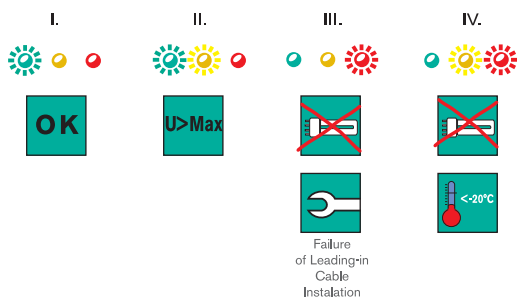 I.
II.
III.
IV.
OK
U>Max
<-20°C
Failure
of Leading-in
Cable
Instalation